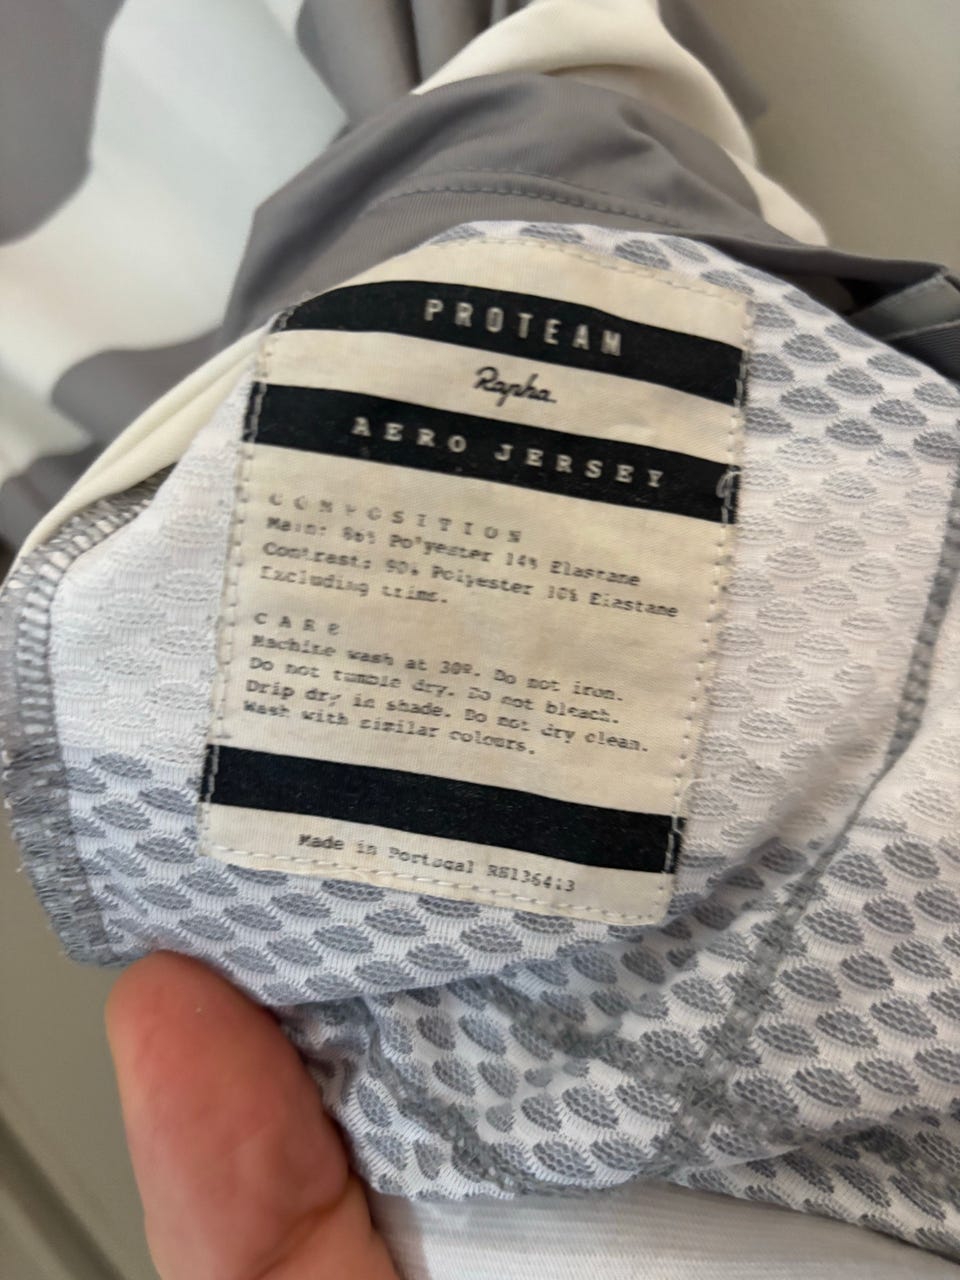 PROTEAM
Rapha.
AERO JERSEY
COMPOSITION
Main: 86% Polyester 14% Elastane
Contrast: 90% Polyester 10% Elastane
Excluding trims.
CARE
Machine wash at 30º. Do not iron.
Do not tumble dry. Do not bleach.
Drip dry in shade. Do not dry clean.
Wash with similar colours.
Made in Portugal